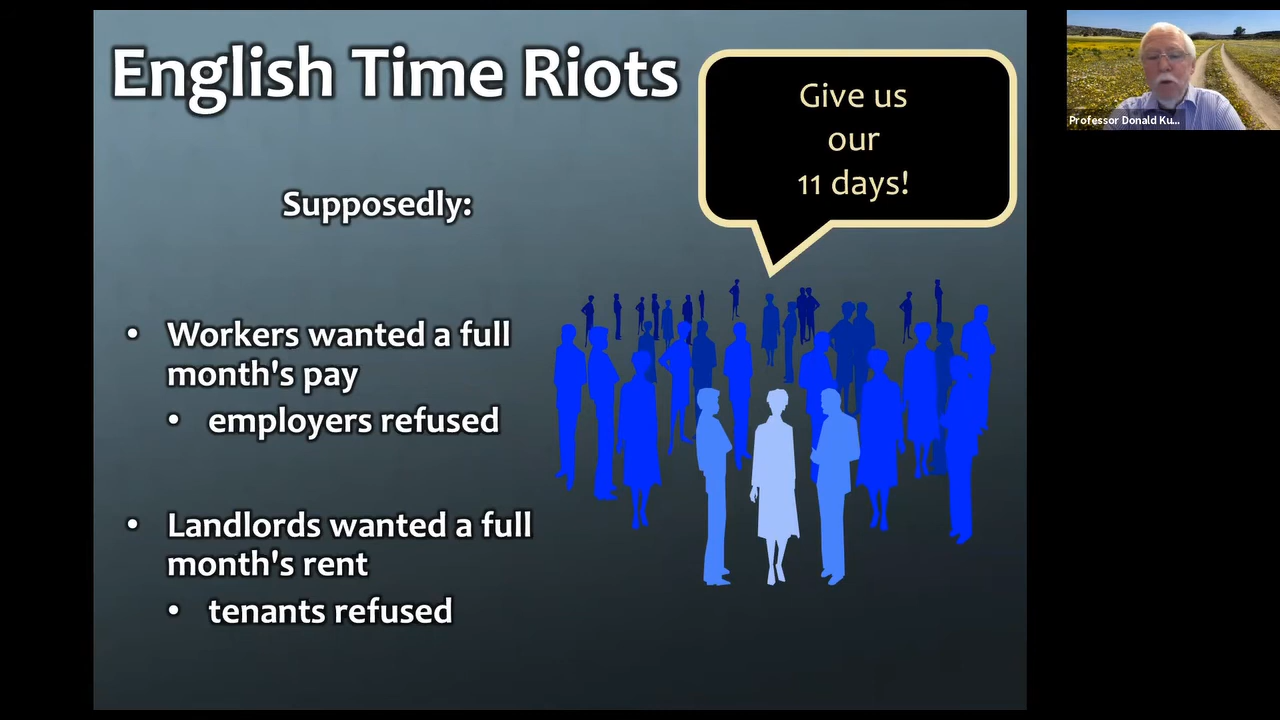 English Time Riots
Give us
our
11 days!
Supposedly:
• Workers wanted a full
month's pay
• employers refused
• Landlords wanted a full
month's rent
• tenants refused
Professor Donald Ku...